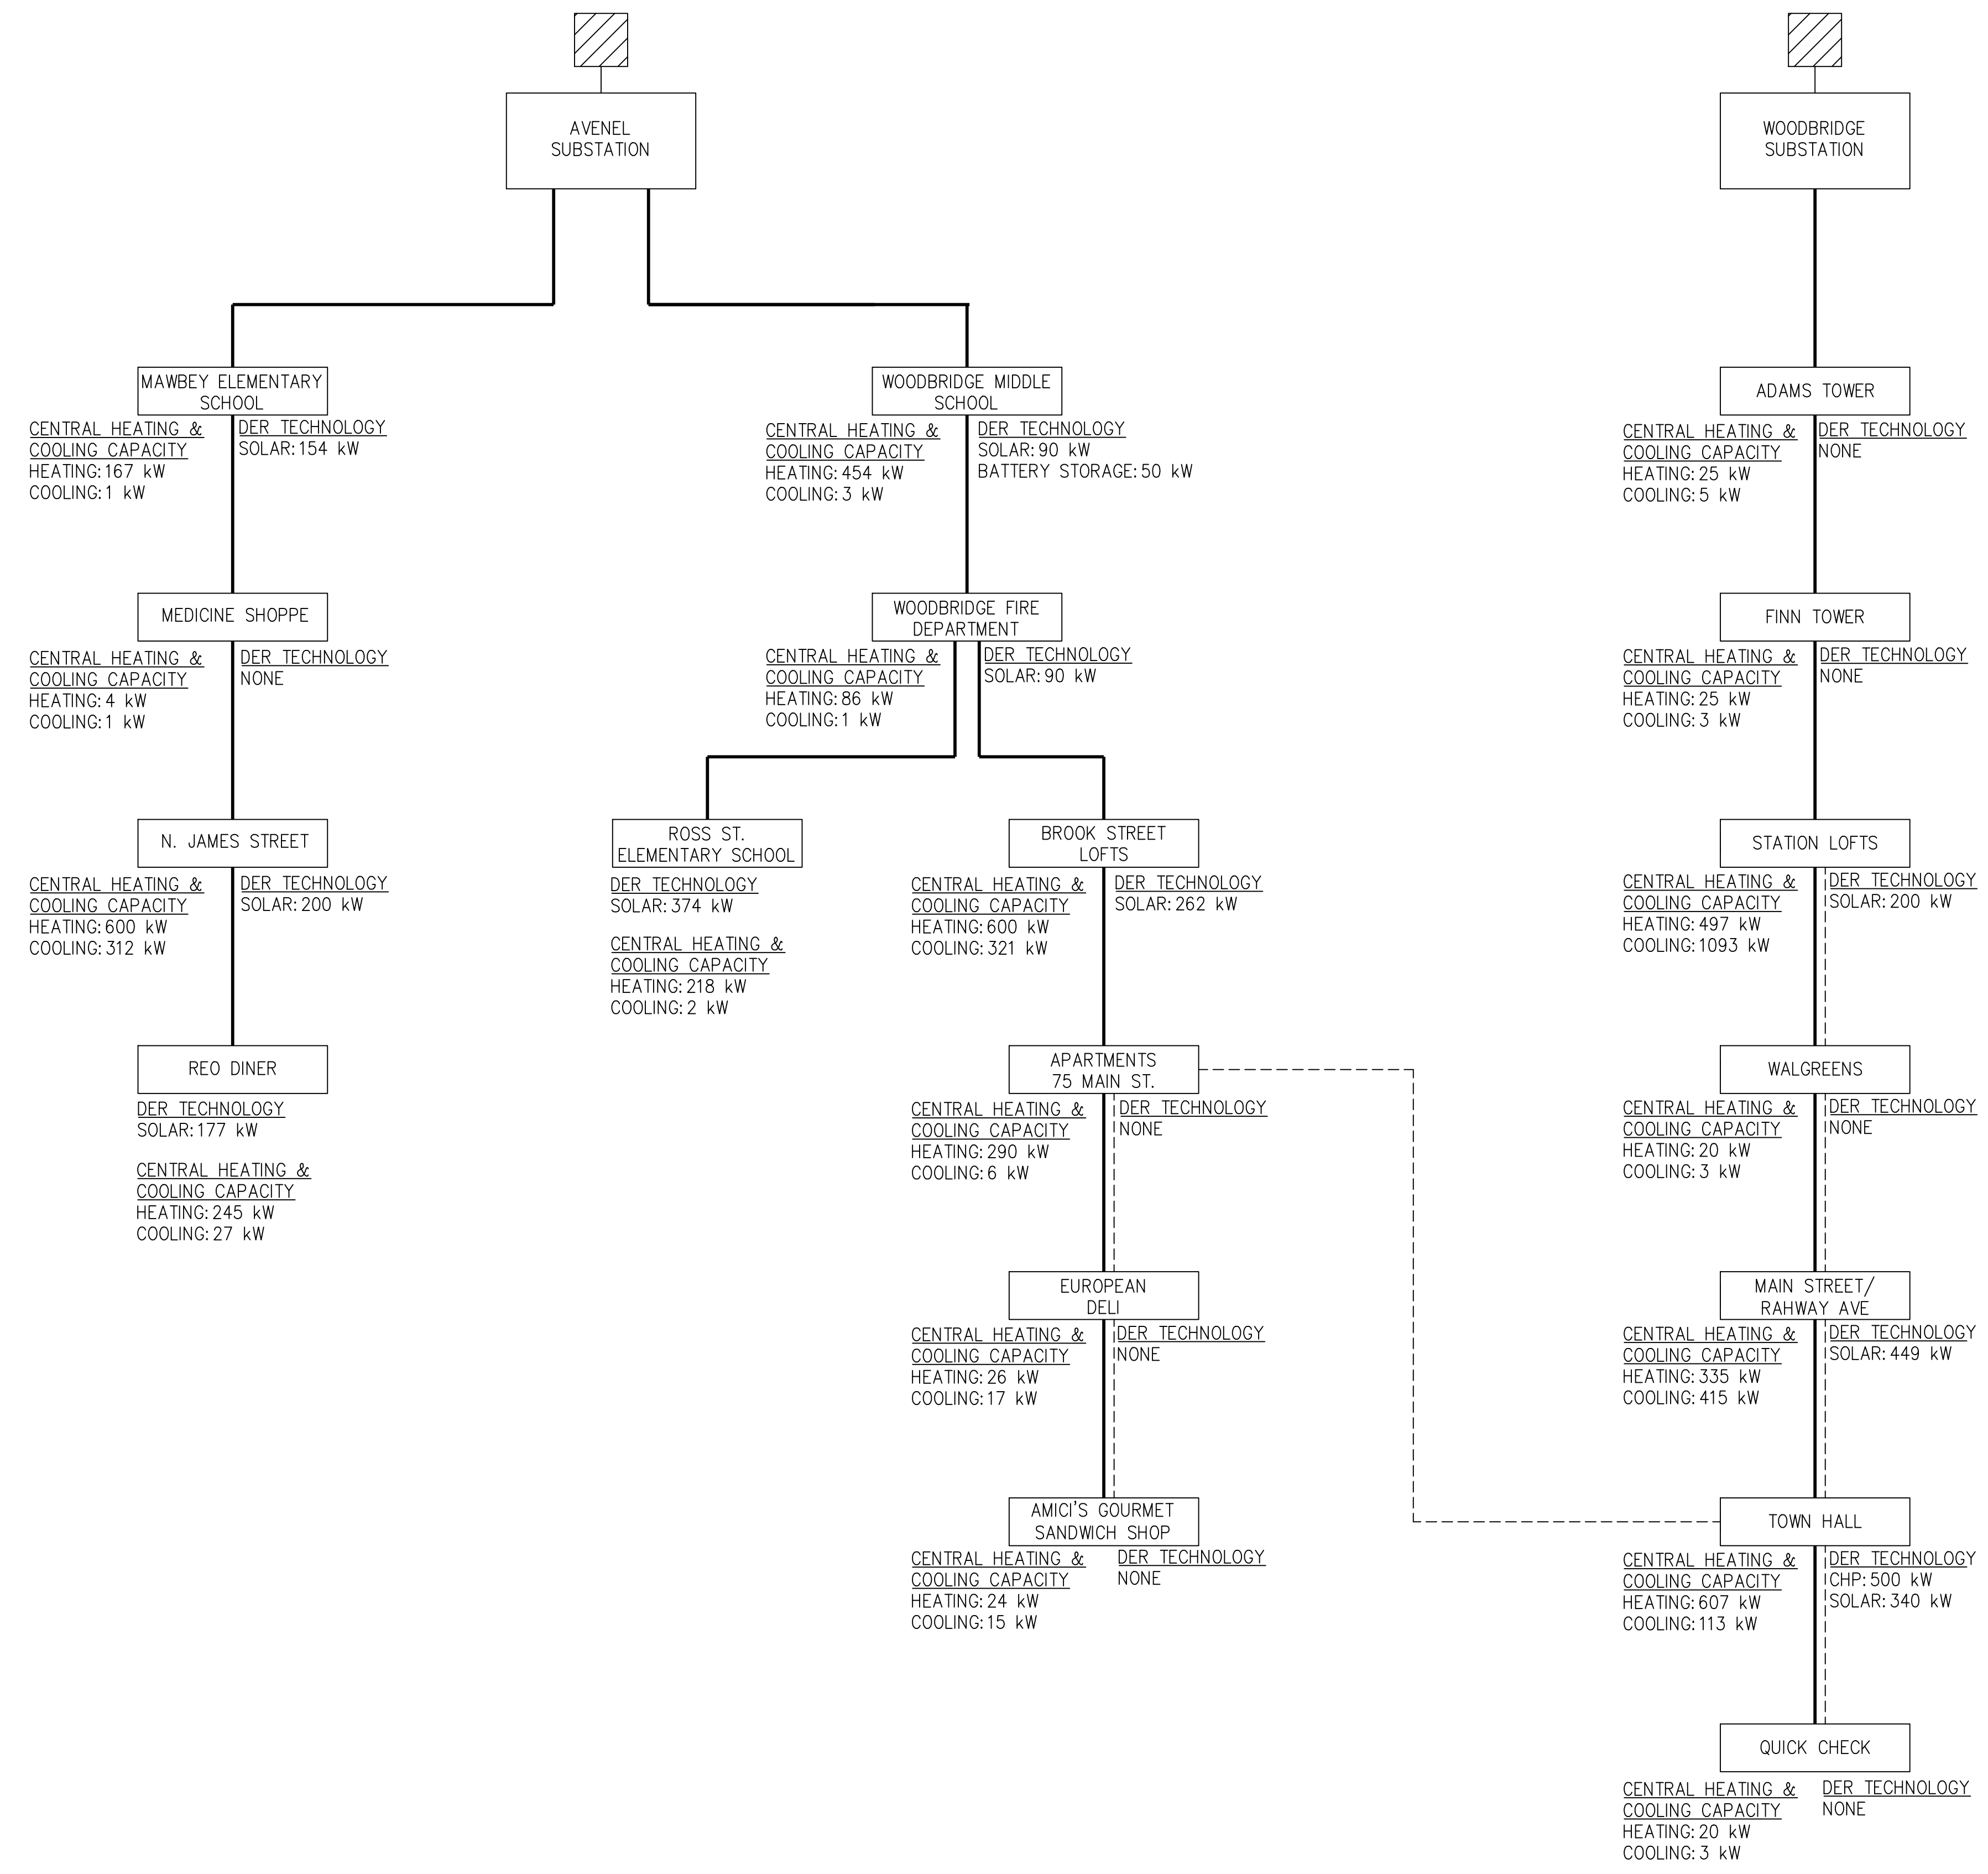 AVENEL
SUBSTATION
WOODBRIDGE
SUBSTATION
MAWBEY ELEMENTARY
SCHOOL
CENTRAL HEATING &
COOLING CAPACITY
HEATING: 167 kW
COOLING: 1 kW
DER TECHNOLOGY
SOLAR: 154 kW
WOODBRIDGE MIDDLE
SCHOOL
CENTRAL HEATING &
COOLING CAPACITY
HEATING: 454 kW
COOLING: 3 kW
DER TECHNOLOGY
SOLAR: 90 kW
BATTERY STORAGE: 50 kW
ADAMS TOWER
CENTRAL HEATING &
COOLING CAPACITY
HEATING: 25 kW
COOLING: 5 kW
DER TECHNOLOGY
NONE
MEDICINE SHOPPE
CENTRAL HEATING &
COOLING CAPACITY
HEATING: 4 kW
COOLING: 1 kW
DER TECHNOLOGY
NONE
WOODBRIDGE FIRE
DEPARTMENT
CENTRAL HEATING &
COOLING CAPACITY
HEATING: 86 kW
COOLING: 1 kW
DER TECHNOLOGY
SOLAR: 90 kW
FINN TOWER
CENTRAL HEATING &
COOLING CAPACITY
HEATING: 25 kW
COOLING: 3 kW
DER TECHNOLOGY
NONE
N. JAMES STREET
CENTRAL HEATING &
COOLING CAPACITY
HEATING: 600 kW
COOLING: 312 kW
DER TECHNOLOGY
SOLAR: 200 kW
ROSS ST.
ELEMENTARY SCHOOL
DER TECHNOLOGY
SOLAR: 374 kW
CENTRAL HEATING &
COOLING CAPACITY
HEATING: 218 kW
COOLING: 2 kW
BROOK STREET
LOFTS
CENTRAL HEATING &
COOLING CAPACITY
HEATING: 600 kW
COOLING: 321 kW
DER TECHNOLOGY
SOLAR: 262 kW
STATION LOFTS
CENTRAL HEATING &
COOLING CAPACITY
HEATING: 497 kW
COOLING: 1093 kW
DER TECHNOLOGY
SOLAR: 200 kW
REO DINER
DER TECHNOLOGY
SOLAR: 177 kW
CENTRAL HEATING &
COOLING CAPACITY
HEATING: 245 kW
COOLING: 27 kW
APARTMENTS
75 MAIN ST.
CENTRAL HEATING &
COOLING CAPACITY
HEATING: 290 kW
COOLING: 6 kW
DER TECHNOLOGY
NONE
WALGREENS
CENTRAL HEATING &
COOLING CAPACITY
HEATING: 20 kW
COOLING: 3 kW
DER TECHNOLOGY
NONE
EUROPEAN
DELI
CENTRAL HEATING &
COOLING CAPACITY
HEATING: 26 kW
COOLING: 17 kW
DER TECHNOLOGY
NONE
MAIN STREET/
RAHWAY AVE
CENTRAL HEATING &
COOLING CAPACITY
HEATING: 335 kW
COOLING: 415 kW
DER TECHNOLOGY
SOLAR: 449 kW
AMICI'S GOURMET
SANDWICH SHOP
CENTRAL HEATING &
COOLING CAPACITY
HEATING: 24 kW
COOLING: 15 kW
DER TECHNOLOGY
NONE
TOWN HALL
CENTRAL HEATING &
COOLING CAPACITY
HEATING: 607 kW
COOLING: 113 kW
DER TECHNOLOGY
CHP: 500 kW
SOLAR: 340 kW
QUICK CHECK
CENTRAL HEATING &
COOLING CAPACITY
HEATING: 20 kW
COOLING: 3 kW
DER TECHNOLOGY
NONE